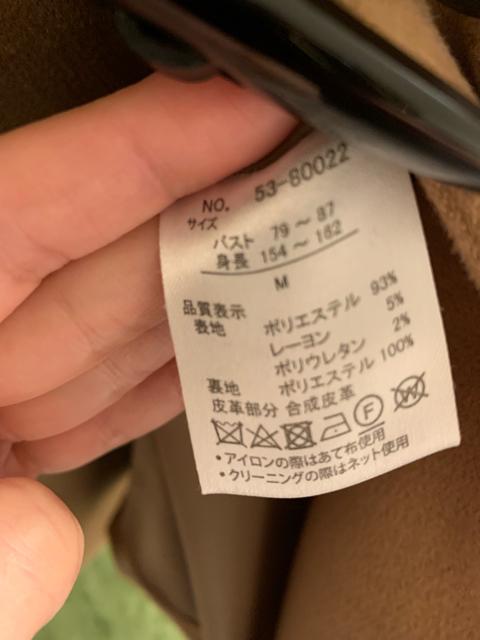 NO. 53-80022
サイズ
バスト 79 ～ 87
身長 154 ～ 162
M
品質表示
表地 ポリエステル 93%
レーヨン 5%
ポリウレタン 2%
裏地 ポリエステル 100%
皮革部分 合成皮革
F W
•アイロンの際はあて布使用
•クリーニングの際はネット使用